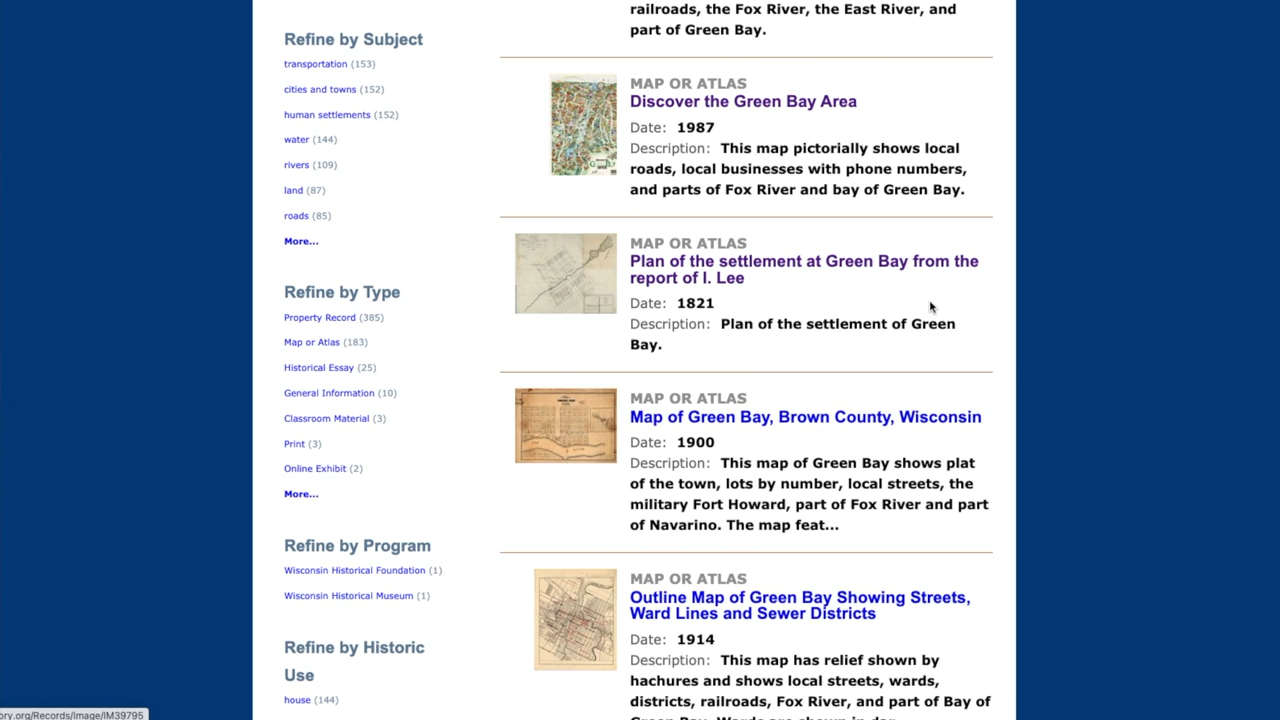 Refine by Subject
transportation (153)
cities and towns (152)
human settlements (152)
water (144)
rivers (109)
land (87)
roads (85)
More...
Refine by Type
Property Record (385)
Map or Atlas (183)
Historical Essay (25)
General Information (10)
Classroom Material (3)
Print (3)
Online Exhibit (2)
More...
Refine by Program
Wisconsin Historical Foundation (1)
Wisconsin Historical Museum (1)
Refine by Historic
Use
house (144)
railroads, the Fox River, the East River, and
part of Green Bay.
MAP OR ATLAS
Discover the Green Bay Area
Date: 1987
Description: This map pictorially shows local
roads, local businesses with phone numbers,
and parts of Fox River and bay of Green Bay.
MAP OR ATLAS
Plan of the settlement at Green Bay from the
report of I. Lee
Date: 1821
Description: Plan of the settlement of Green
Bay.
MAP OR ATLAS
Map of Green Bay, Brown County, Wisconsin
Date: 1900
Description: This map of Green Bay shows plat
of the town, lots by number, local streets, the
military Fort Howard, part of Fox River and part
of Navarino. The map feat...
MAP OR ATLAS
Outline Map of Green Bay Showing Streets,
Ward Lines and Sewer Districts
Date: 1914
Description: This map has relief shown by
hachures and shows local streets, wards,
districts, railroads, Fox River, and part of Bay of
ory.org/Records/Image/IM39795